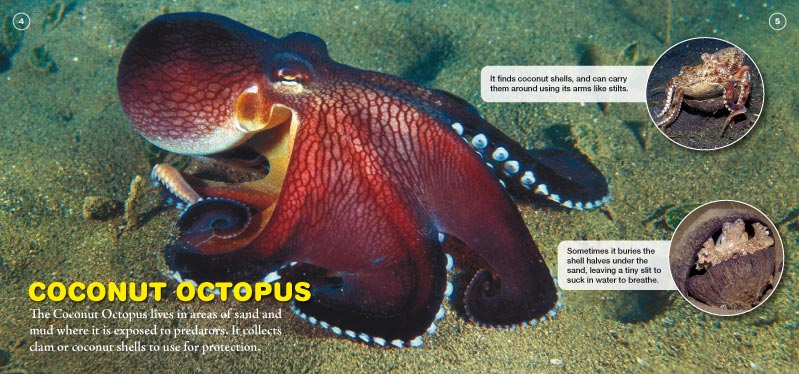 4
5
It finds coconut shells, and can carry
them around using its arms like stilts.
Sometimes it buries the
shell halves under the
sand, leaving a tiny slit to
suck in water to breathe.
COCONUT OCTOPUS
The Coconut Octopus lives in areas of sand and
mud where it is exposed to predators. It collects
clam or coconut shells to use for protection.